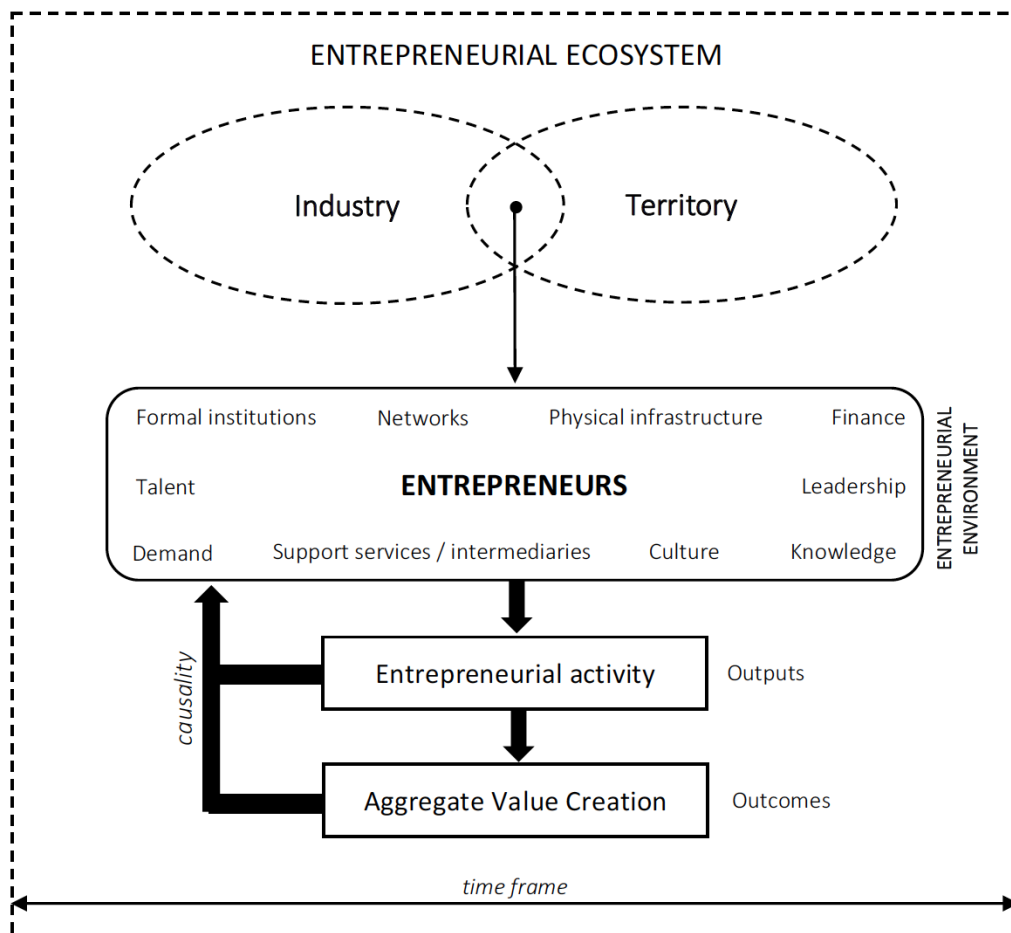 ENTREPRENEURIAL ECOSYSTEM
Industry
Territory
Formal institutions
Networks
Physical infrastructure
Finance
Talent
ENTREPRENEURS
Leadership
Demand
Support services / intermediaries
Culture
Knowledge
ENTREPRENEURIAL
ENVIRONMENT
causality
Entrepreneurial activity
Outputs
Aggregate Value Creation
Outcomes
time frame